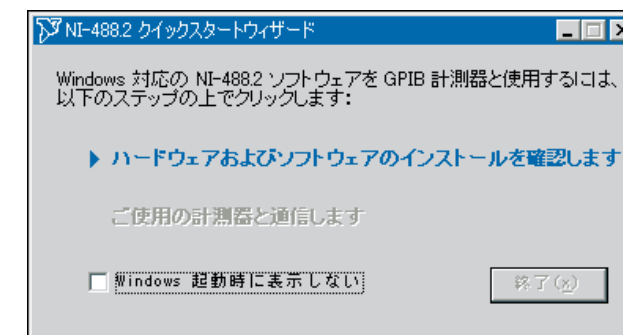 NI-488.2 クイックスタートウィザード
Windows 対応の NI-488.2 ソフトウェアを GPIB 計測器と使用するには、
以下のステップの上でクリックします:
ハードウェアおよびソフトウェアのインストールを確認します
ご使用の計測器と通信します
Windows 起動時に表示しない
終了(x)